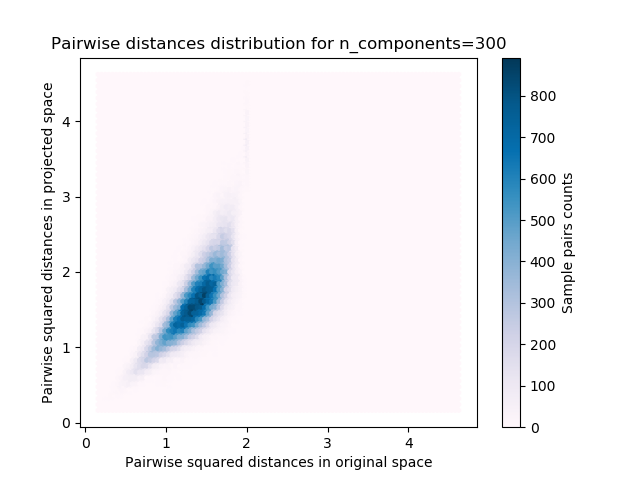 Pairwise distances distribution for n_components=300
Pairwise squared distances in projected space
4
3
2
1
0
0 1 2 3 4
Pairwise squared distances in original space
800
700
600
500
400
300
200
100
0
Sample pairs counts